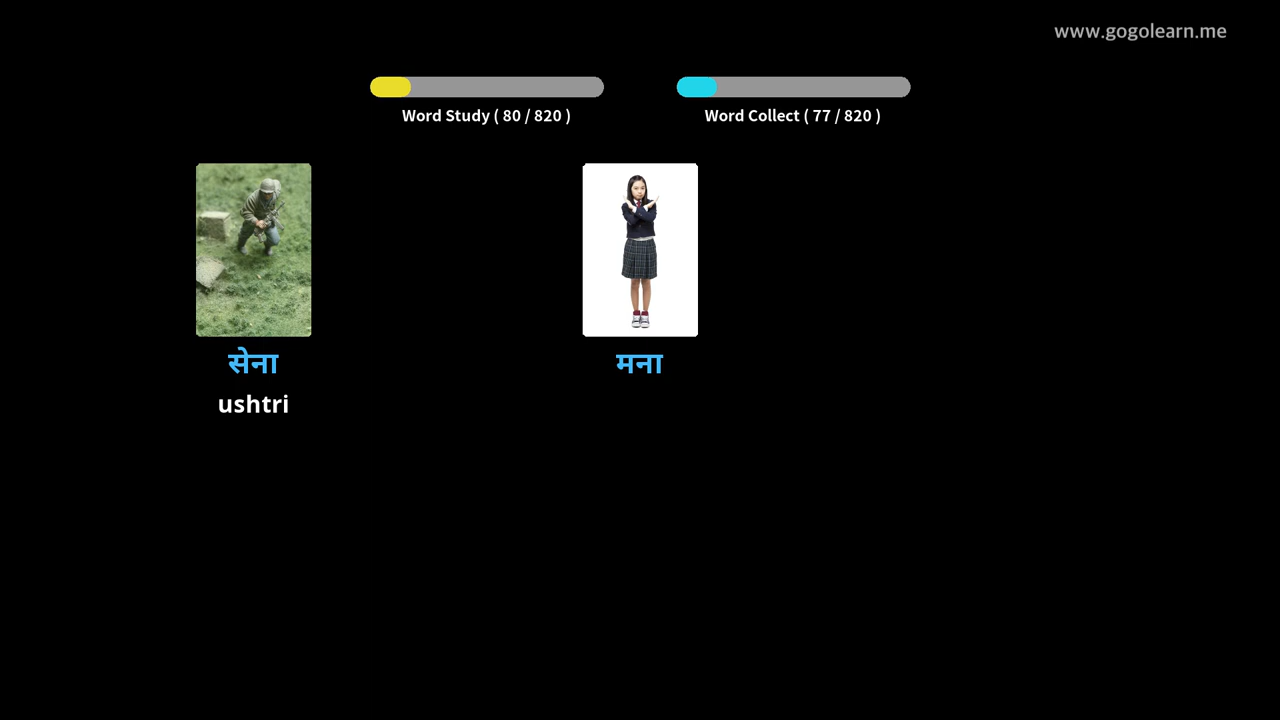 www.gogolearn.me
Word Study ( 80 / 820 )
Word Collect ( 77 / 820 )
सेना
मना
ushtri